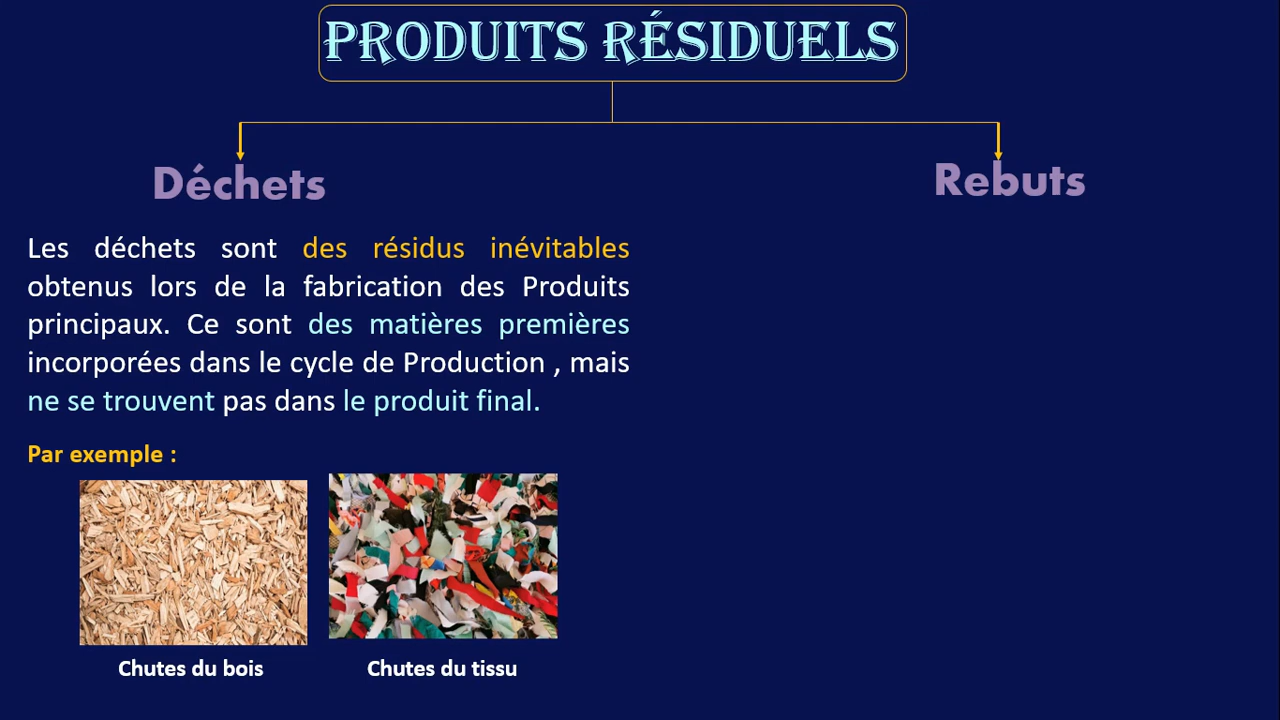 PRODUITS RÉSIDUELS
Déchets
Rebuts
Les déchets sont des résidus inévitables
obtenus lors de la fabrication des Produits
principaux. Ce sont des matières premières
incorporées dans le cycle de Production , mais
ne se trouvent pas dans le produit final.
Par exemple :
Chutes du bois
Chutes du tissu